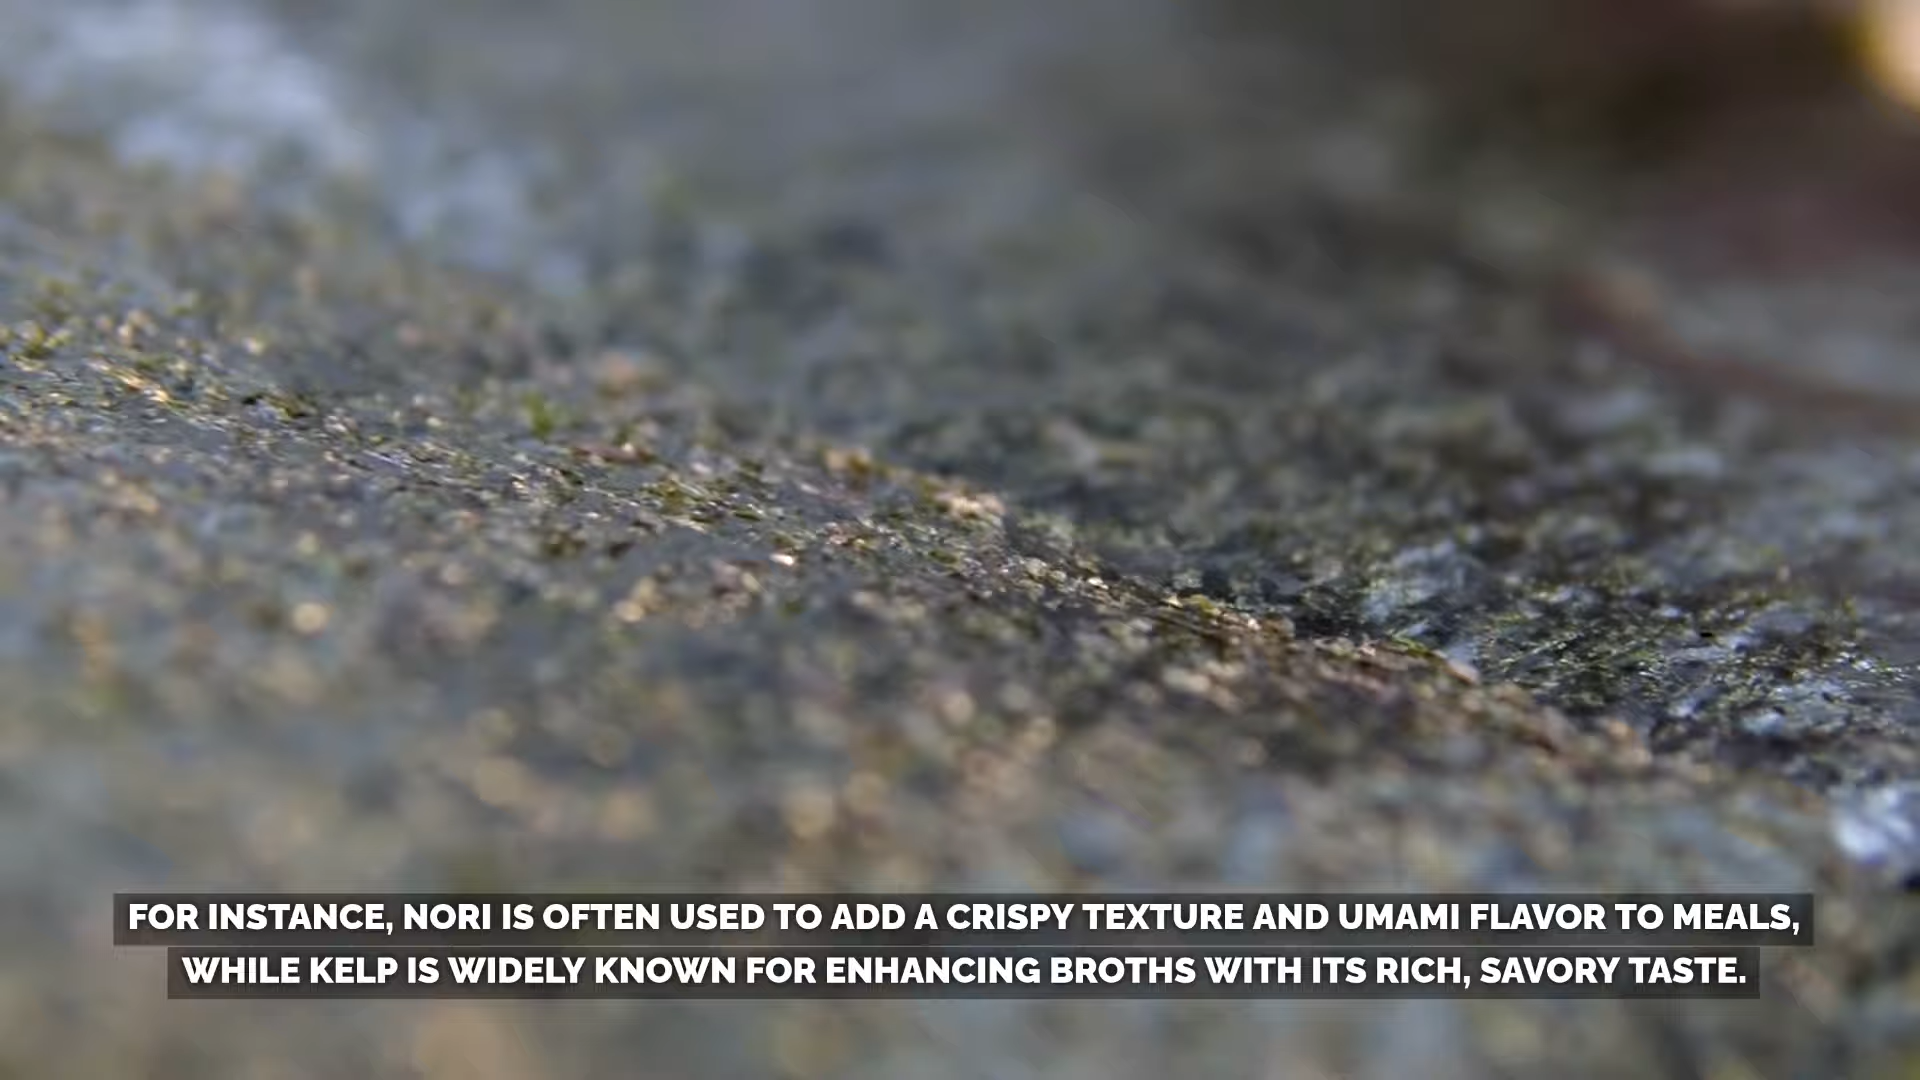 FOR INSTANCE, NORI IS OFTEN USED TO ADD A CRISPY TEXTURE AND UMAMI FLAVOR TO MEALS,
WHILE KELP IS WIDELY KNOWN FOR ENHANCING BROTHS WITH ITS RICH, SAVORY TASTE.